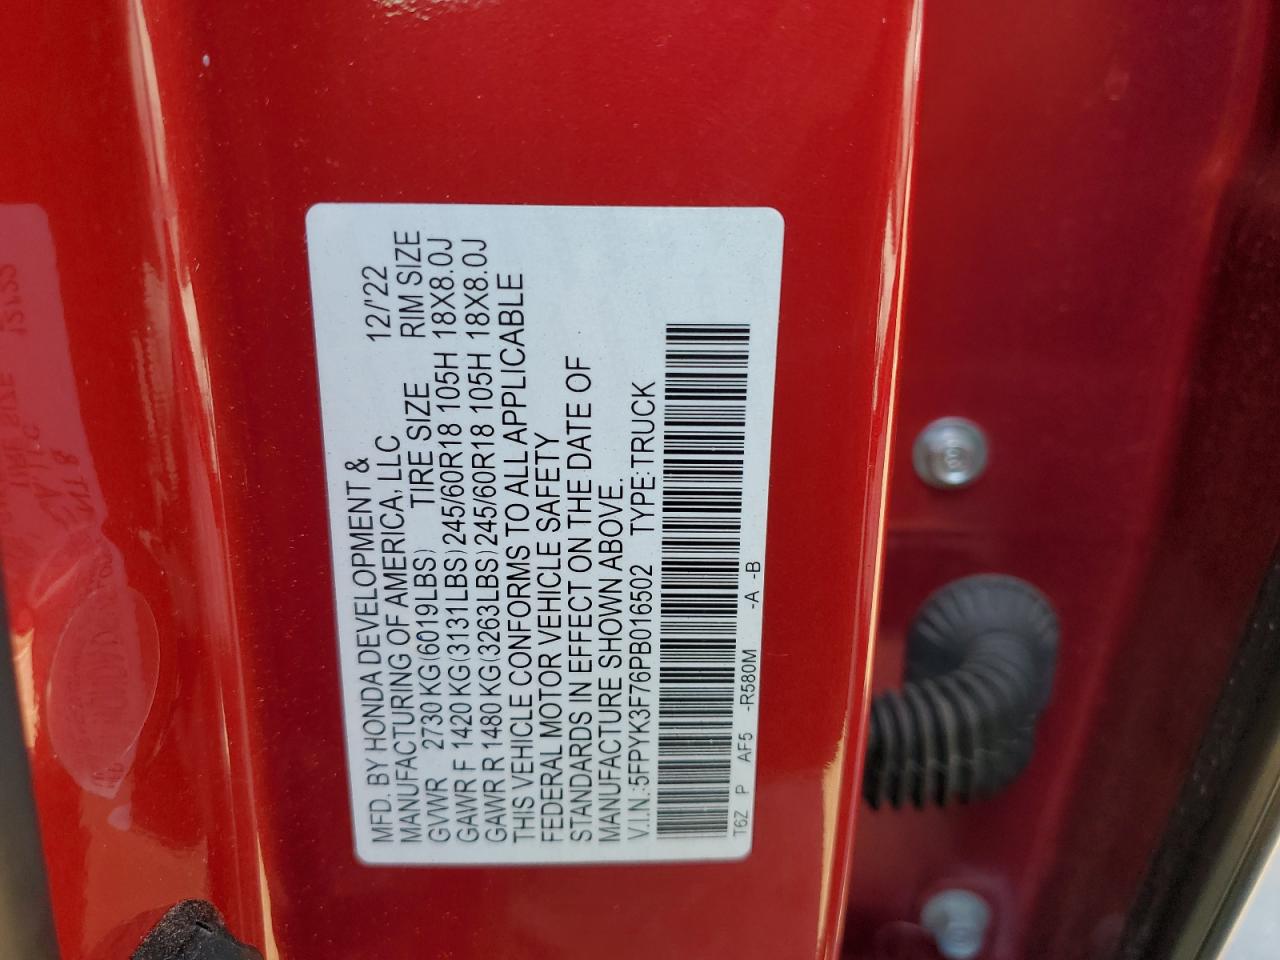 MFD. BY HONDA DEVELOPMENT &
MANUFACTURING OF AMERICA, LLC 12/'22
GVWR 2730 KG(6019LBS) TIRE SIZE RIM SIZE
GAWR F 1420 KG(3131LBS) 245/60R18 105H 18X8.0J
GAWR R 1480 KG(3263LBS) 245/60R18 105H 18X8.0J
THIS VEHICLE CONFORMS TO ALL APPLICABLE
FEDERAL MOTOR VEHICLE SAFETY
STANDARDS IN EFFECT ON THE DATE OF
MANUFACTURE SHOWN ABOVE.
V.I.N.:5FPYK3F76PB016502 TYPE:TRUCK
T6Z P AF5 -R580M -A -B